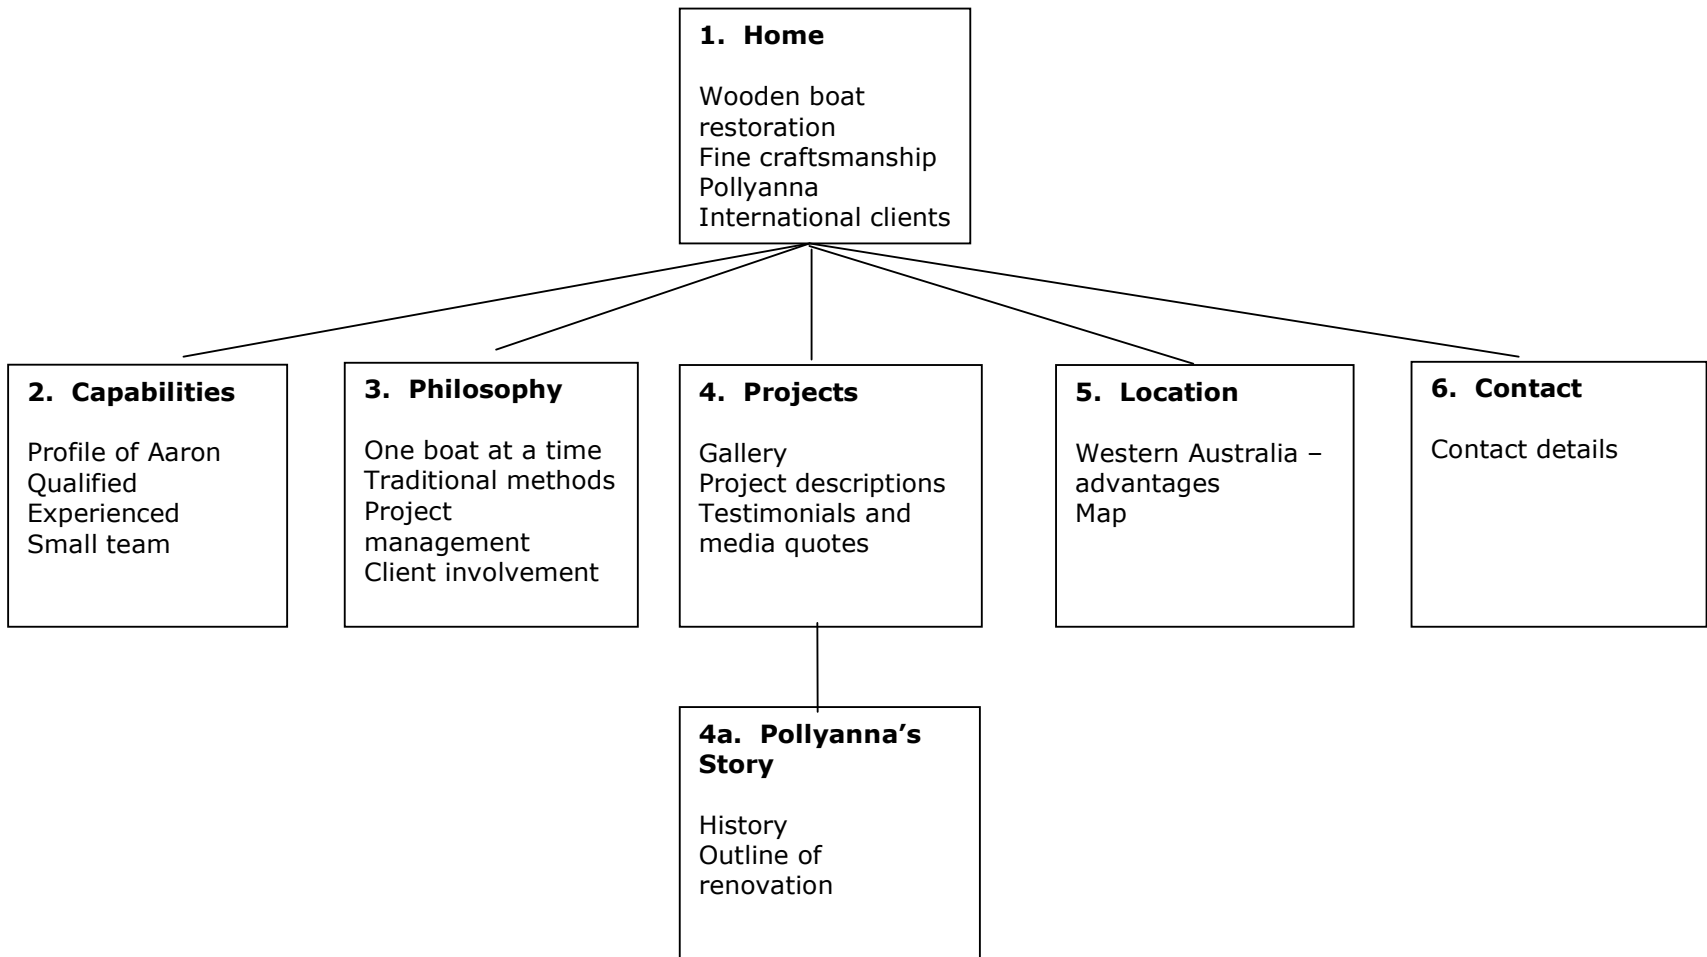 1. Home
Wooden boat
restoration
Fine craftsmanship
Pollyanna
International clients
2. Capabilities
Profile of Aaron
Qualified
Experienced
Small team
3. Philosophy
One boat at a time
Traditional methods
Project
management
Client involvement
4. Projects
Gallery
Project descriptions
Testimonials and
media quotes
5. Location
Western Australia –
advantages
Map
6. Contact
Contact details
4a. Pollyanna’s
Story
History
Outline of
renovation